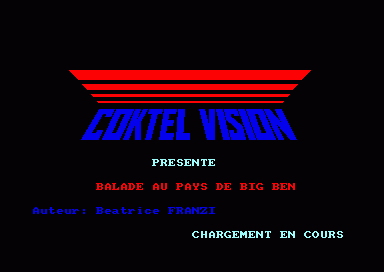 COKTEL VISION
PRESENTE
BALADE AU PAYS DE BIG BEN
Auteur: Beatrice FRANZI
CHARGEMENT EN COURS